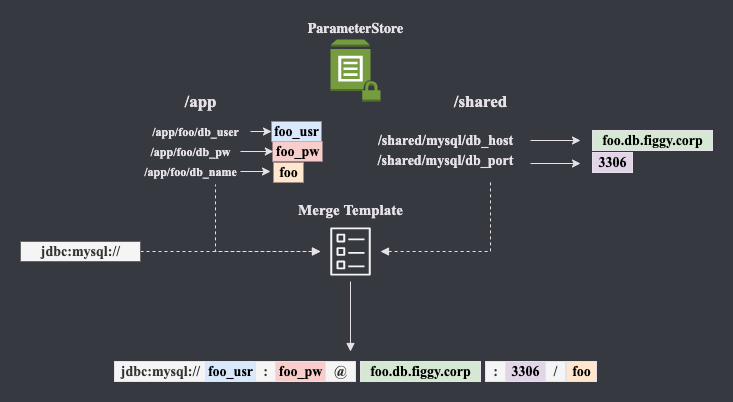 ParameterStore
/app
/shared
/app/foo/db_user foo_usr
/app/foo/db_pw foo_pw
/app/foo/db_name foo
/shared/mysql/db_host foo.db.figgy.corp
/shared/mysql/db_port 3306
Merge Template
jdbc:mysql://
jdbc:mysql:// foo_usr : foo_pw @ foo.db.figgy.corp : 3306 / foo